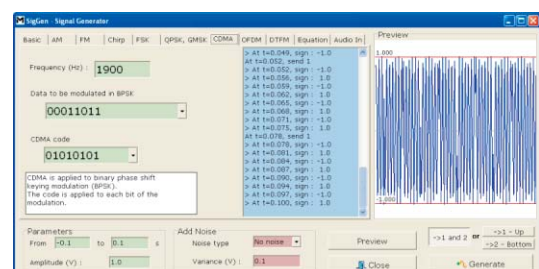 SigGen - Signal Generator
Basic AM FM Chirp FSK QPSK, GMSK CDMA OFDM DTFM Equation Audio In
Preview
Frequency (Hz) : 1900
Data to be modulated in BPSK
00011011
CDMA code
01010101
CDMA is applied to binary phase shift
keying modulation (BPSK).
The code is applied to each bit of the
modulation.
> At t=0.049, sign : -1.0
At t=0.052, send 1
> At t=0.052, sign : -1.0
> At t=0.056, sign : 1.0
> At t=0.059, sign : -1.0
> At t=0.062, sign : 1.0
> At t=0.065, sign : -1.0
> At t=0.068, sign : 1.0
> At t=0.071, sign : -1.0
> At t=0.075, sign : 1.0
At t=0.078, send 1
> At t=0.078, sign : -1.0
> At t=0.081, sign : 1.0
> At t=0.084, sign : -1.0
> At t=0.087, sign : 1.0
> At t=0.090, sign : -1.0
> At t=0.094, sign : 1.0
> At t=0.097, sign : -1.0
> At t=0.100, sign : 1.0
1.000
-1.000
Parameters
From -0.1 to 0.1 s
Amplitude (V) : 1.0
Add Noise
Noise type No noise
Variance (V) : 0.1
Preview
->1 and 2 or ->1 - Up
->2 - Bottom
Close
Generate